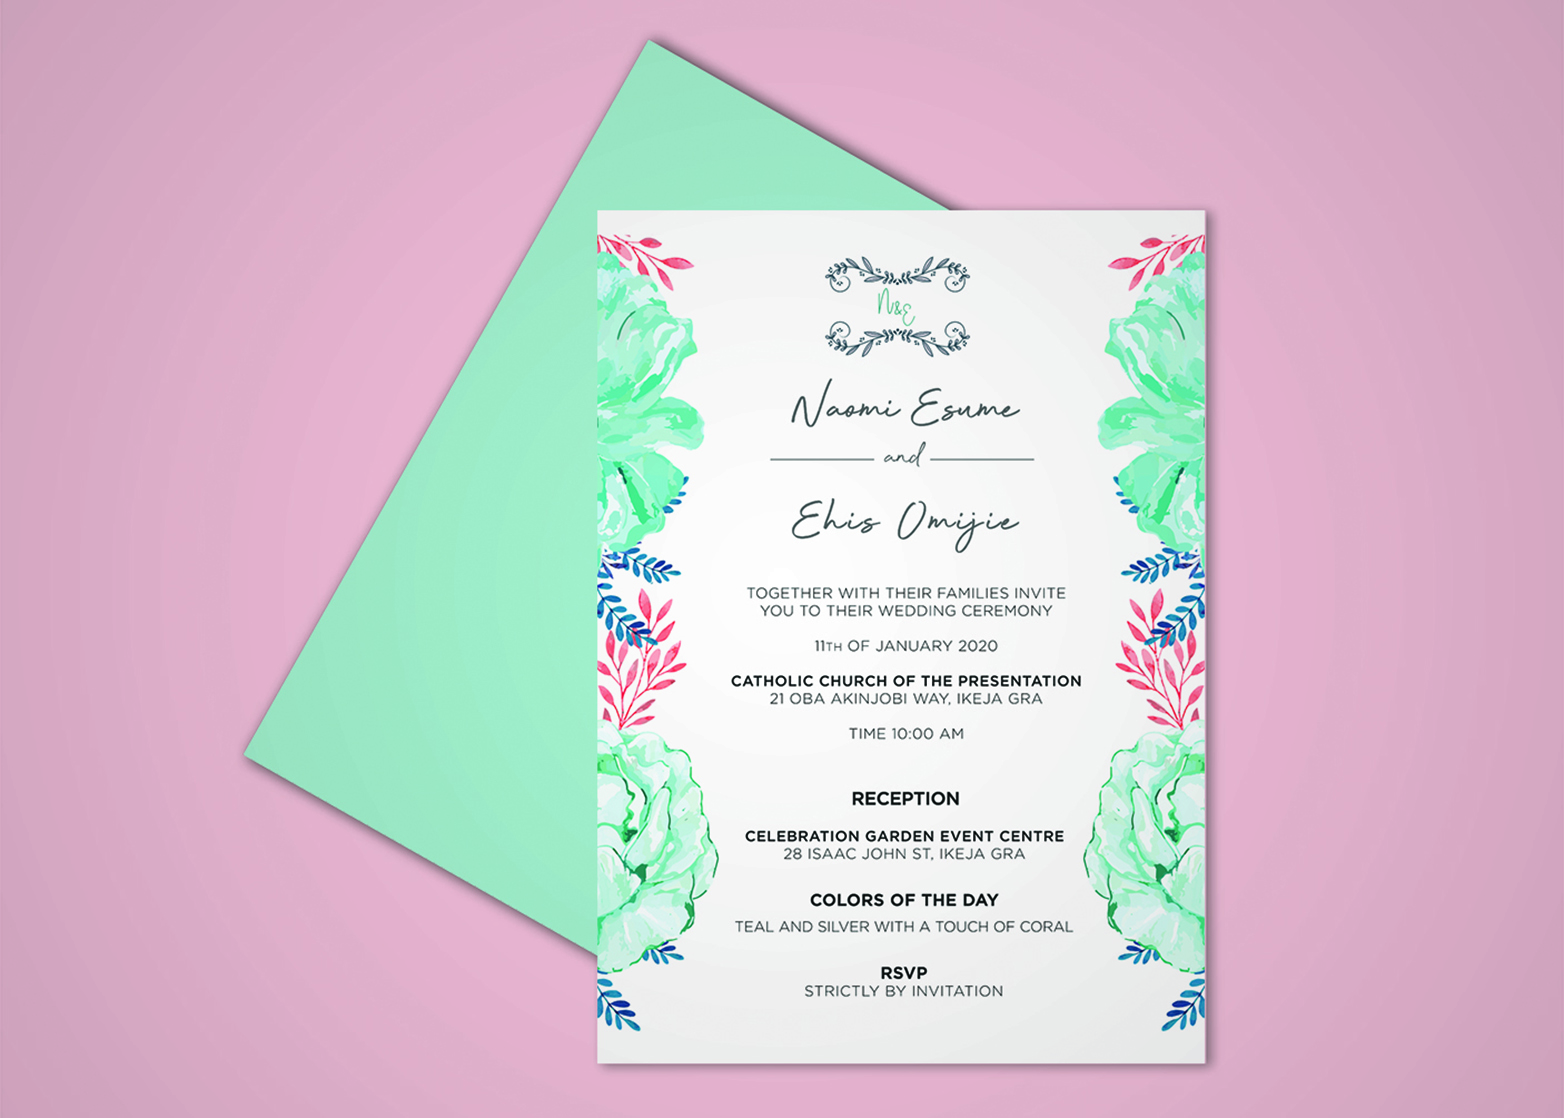 N&E
Naomi Esume
and
Ehis Omijie
TOGETHER WITH THEIR FAMILIES INVITE
YOU TO THEIR WEDDING CEREMONY
11TH OF JANUARY 2020
CATHOLIC CHURCH OF THE PRESENTATION
21 OBA AKINJOBI WAY, IKEJA GRA
TIME 10:00 AM
RECEPTION
CELEBRATION GARDEN EVENT CENTRE
28 ISAAC JOHN ST, IKEJA GRA
COLORS OF THE DAY
TEAL AND SILVER WITH A TOUCH OF CORAL
RSVP
STRICTLY BY INVITATION